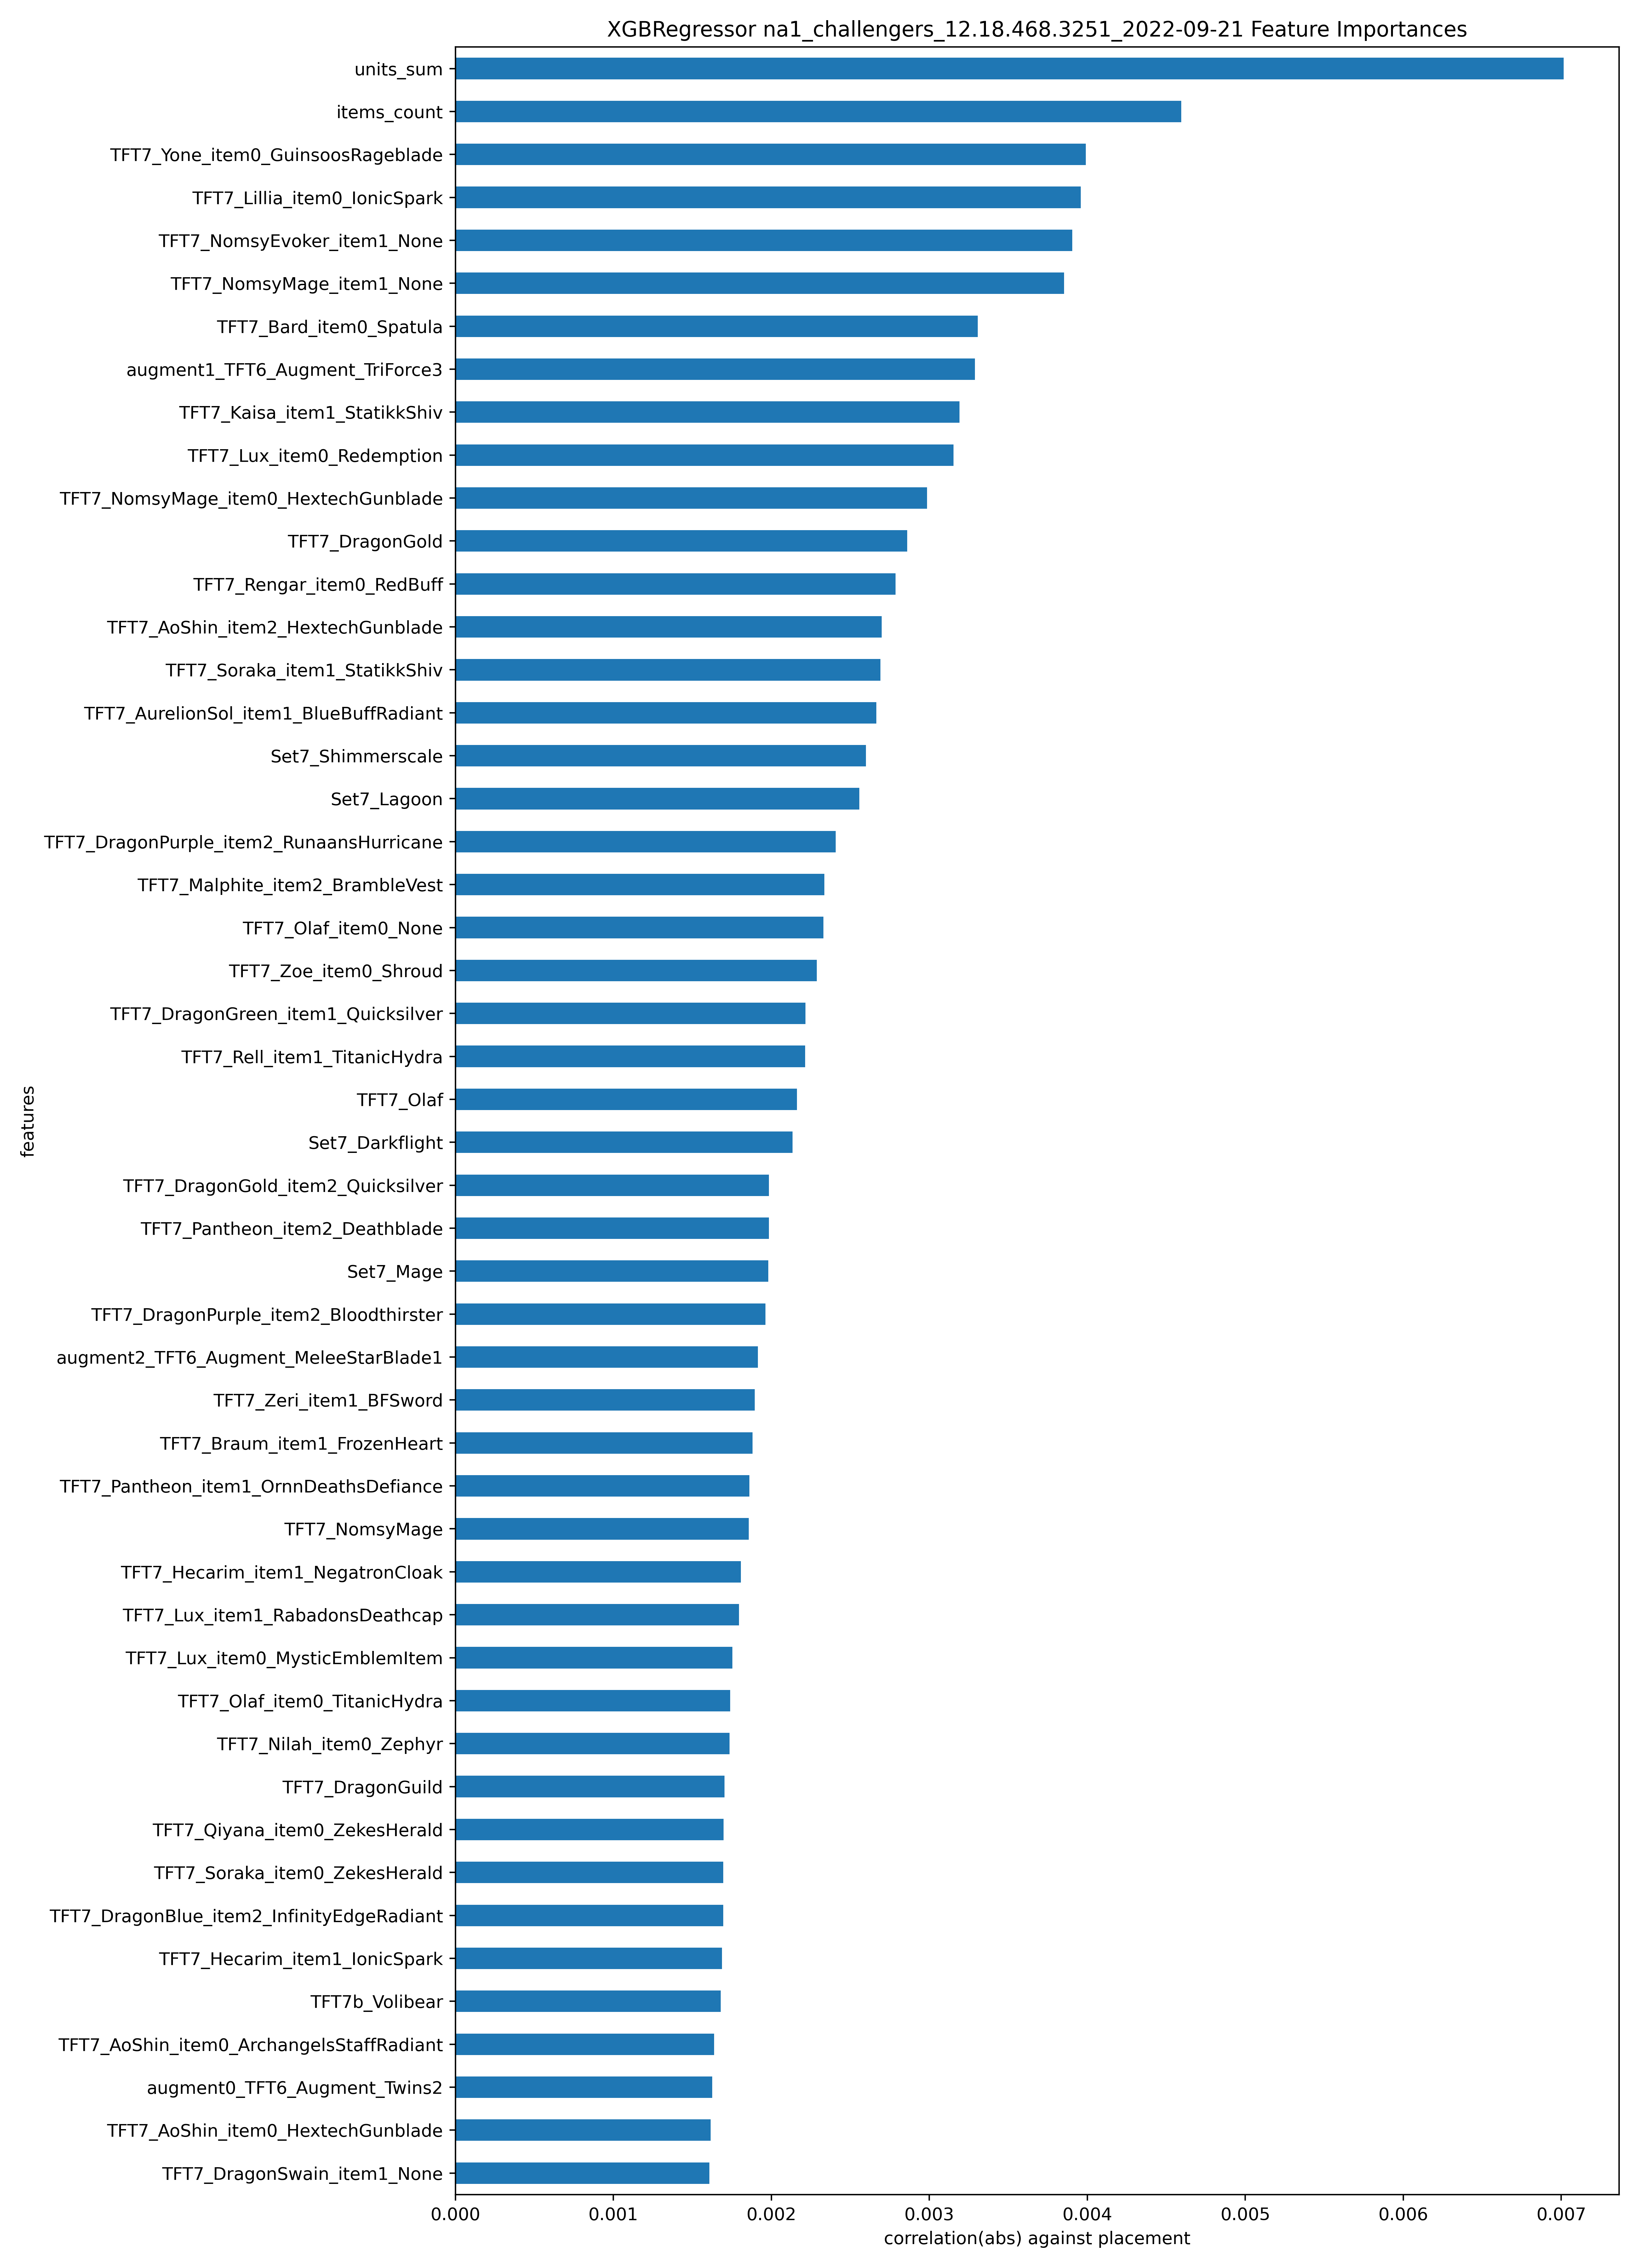 XGBRegressor na1_challengers_12.18.468.3251_2022-09-21 Feature Importances
units_sum
items_count
TFT7_Yone_item0_GuinsoosRageblade
TFT7_Lillia_item0_IonicSpark
TFT7_NomsyEvoker_item1_None
TFT7_NomsyMage_item1_None
TFT7_Bard_item0_Spatula
augment1_TFT6_Augment_TriForce3
TFT7_Kaisa_item1_StatikkShiv
TFT7_Lux_item0_Redemption
TFT7_NomsyMage_item0_HextechGunblade
TFT7_DragonGold
TFT7_Rengar_item0_RedBuff
TFT7_AoShin_item2_HextechGunblade
TFT7_Soraka_item1_StatikkShiv
TFT7_AurelionSol_item1_BlueBuffRadiant
Set7_Shimmerscale
Set7_Lagoon
TFT7_DragonPurple_item2_RunaansHurricane
TFT7_Malphite_item2_BrambleVest
TFT7_Olaf_item0_None
TFT7_Zoe_item0_Shroud
TFT7_DragonGreen_item1_Quicksilver
TFT7_Rell_item1_TitanicHydra
TFT7_Olaf
Set7_Darkflight
TFT7_DragonGold_item2_Quicksilver
TFT7_Pantheon_item2_Deathblade
Set7_Mage
TFT7_DragonPurple_item2_Bloodthirster
augment2_TFT6_Augment_MeleeStarBlade1
TFT7_Zeri_item1_BFSword
TFT7_Braum_item1_FrozenHeart
TFT7_Pantheon_item1_OrnnDeathsDefiance
TFT7_NomsyMage
TFT7_Hecarim_item1_NegatronCloak
TFT7_Lux_item1_RabadonsDeathcap
TFT7_Lux_item0_MysticEmblemItem
TFT7_Olaf_item0_TitanicHydra
TFT7_Nilah_item0_Zephyr
TFT7_DragonGuild
TFT7_Qiyana_item0_ZekesHerald
TFT7_Soraka_item0_ZekesHerald
TFT7_DragonBlue_item2_InfinityEdgeRadiant
TFT7_Hecarim_item1_IonicSpark
TFT7b_Volibear
TFT7_AoShin_item0_ArchangelsStaffRadiant
augment0_TFT6_Augment_Twins2
TFT7_AoShin_item0_HextechGunblade
TFT7_DragonSwain_item1_None
features
0.000 0.001 0.002 0.003 0.004 0.005 0.006 0.007
correlation(abs) against placement